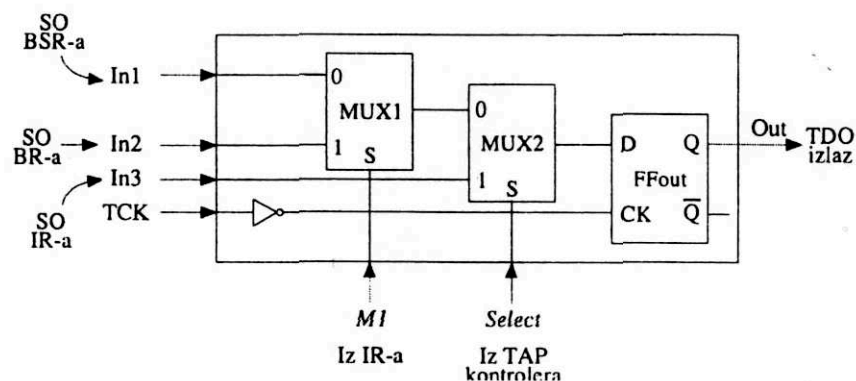 SO
BSR-a
In1
SO
BR-a
In2
In3
SO
IR-a
TCK
0
MUX1
1
S
0
MUX2
1
S
D
Q
FFout
CK
Q
Out
TDO
izlaz
M1
Iz IR-a
Select
Iz TAP
kontrolera